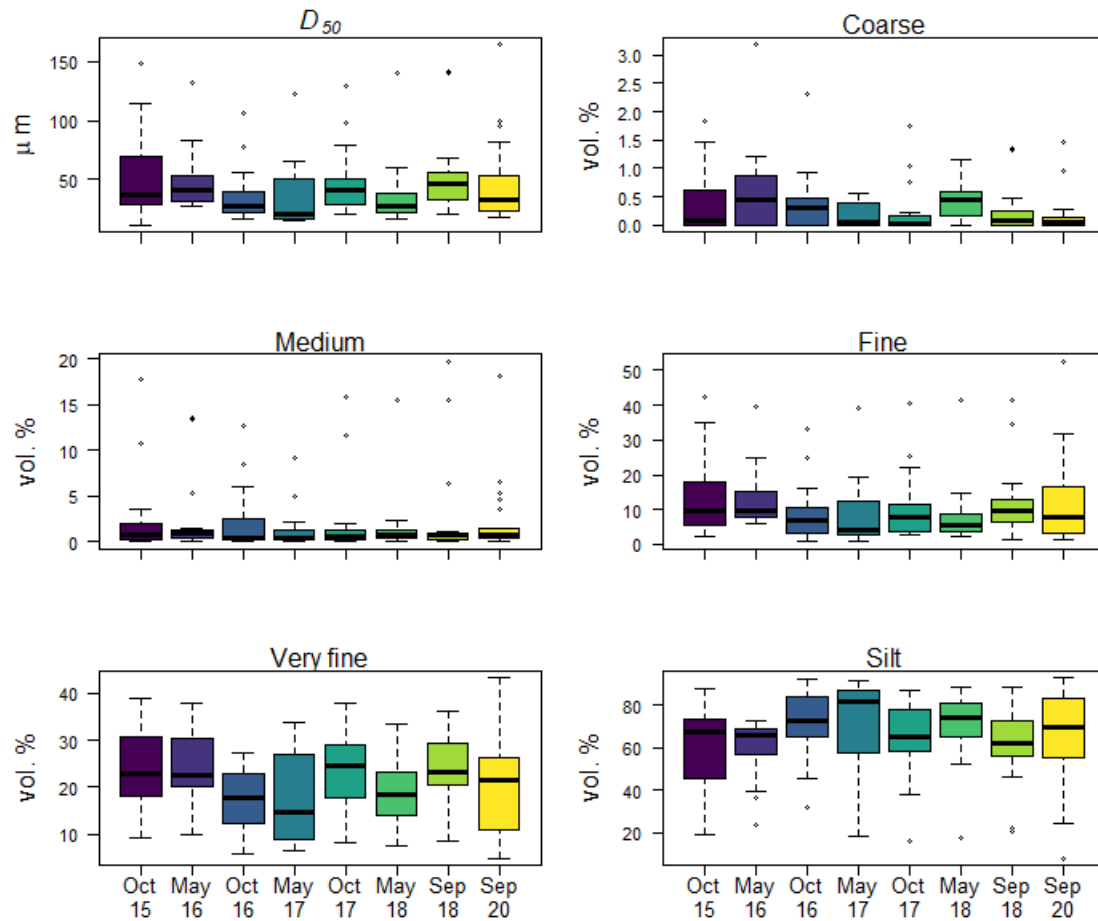 D50
150
100
50
μ m
Coarse
3.0
2.5
2.0
1.5
1.0
0.5
0.0
vol. %
Medium
20
15
10
5
0
vol. %
Fine
50
40
30
20
10
0
vol. %
Very fine
40
30
20
10
vol. %
Oct May Oct May Oct May Sep Sep
15 16 16 17 17 18 18 20
Silt
80
60
40
20
vol. %
Oct May Oct May Oct May Sep Sep
15 16 16 17 17 18 18 20